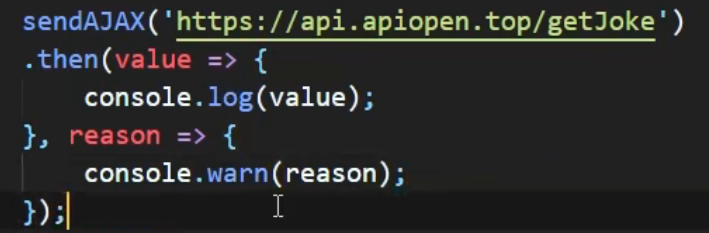 sendAJAX('https://api.apiopen.top/getJoke')
.then(value => {
    console.log(value);
}, reason => {
    console.warn(reason);
});